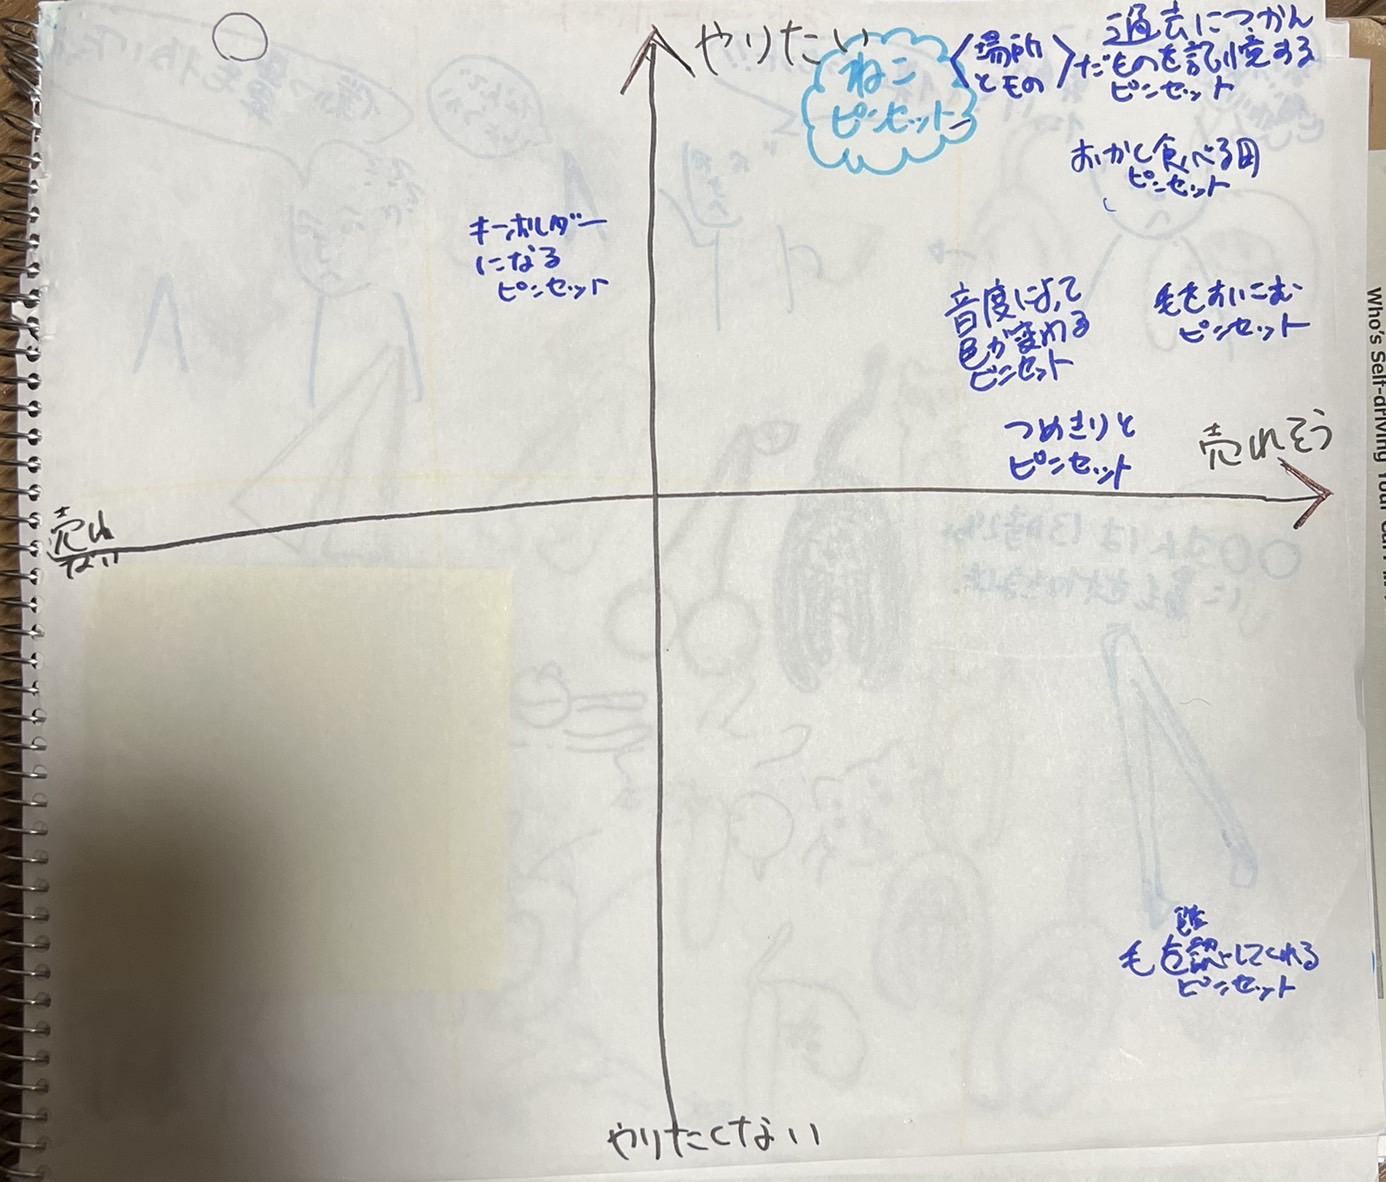 やりたい
ねこ
ピンセット
場所
ともの
過去につかん
だものを記憶する
ピンセット
おかし食べる用
ピンセット
キーホルダー
になる
ピンセット
音度によって
色が変わる
ピンセット
毛をすいこむ
ピンセット
つめきりと
ピンセット
売れそう
売れ
ない
毛を認してくれる
ピンセット
やりたくない
Who's Self-driving Your Car?